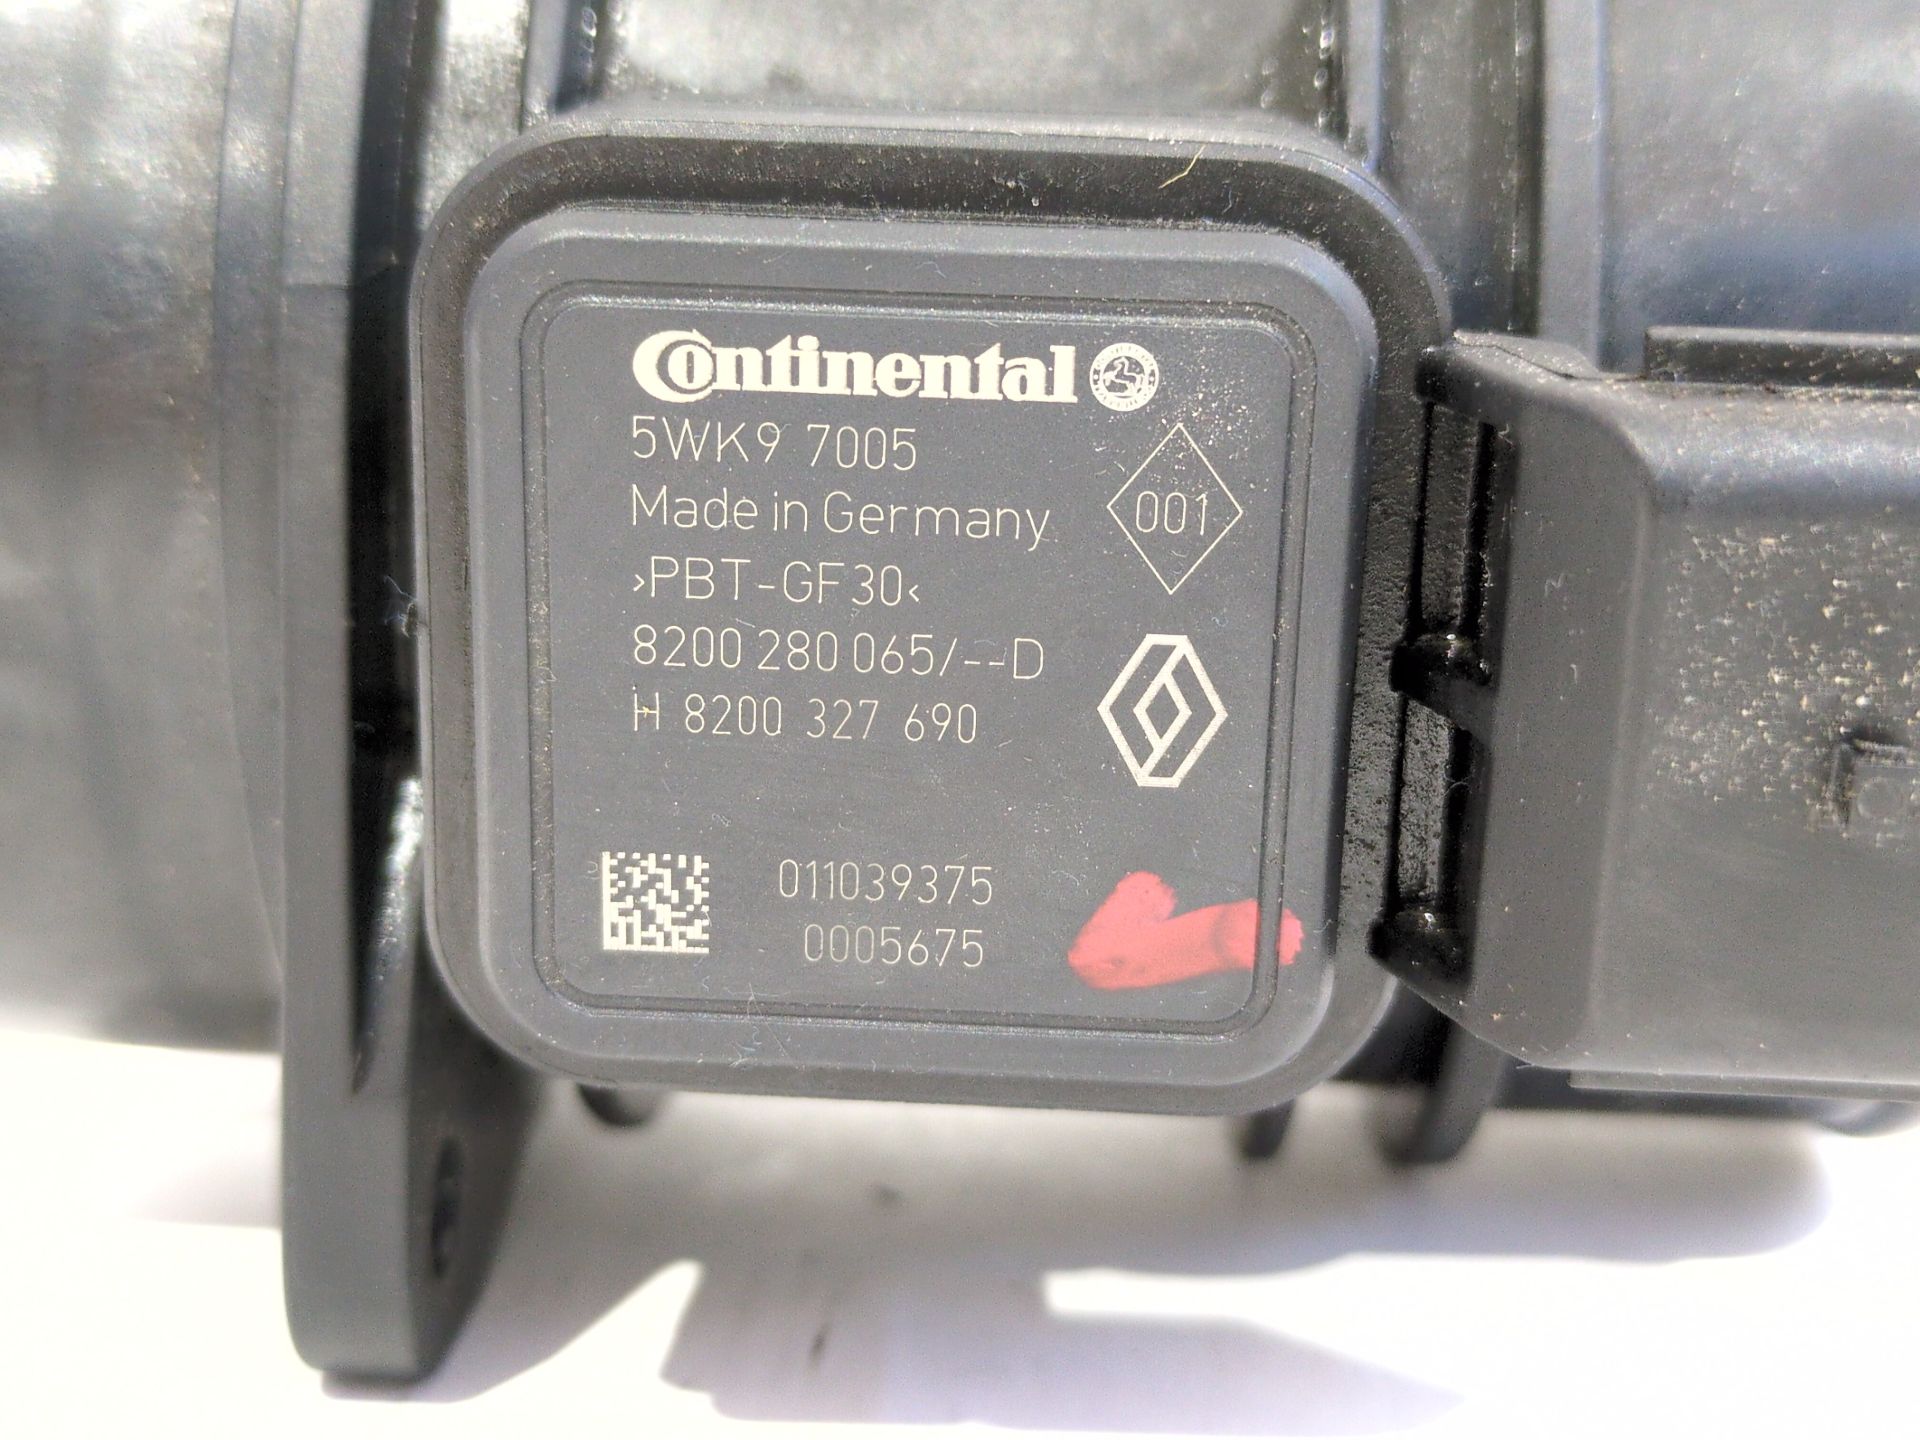 Continental
5WK9 7005
Made in Germany
001
>PBT-GF30<
8200 280 065/--D
H 8200 327 690
011039375
0005675